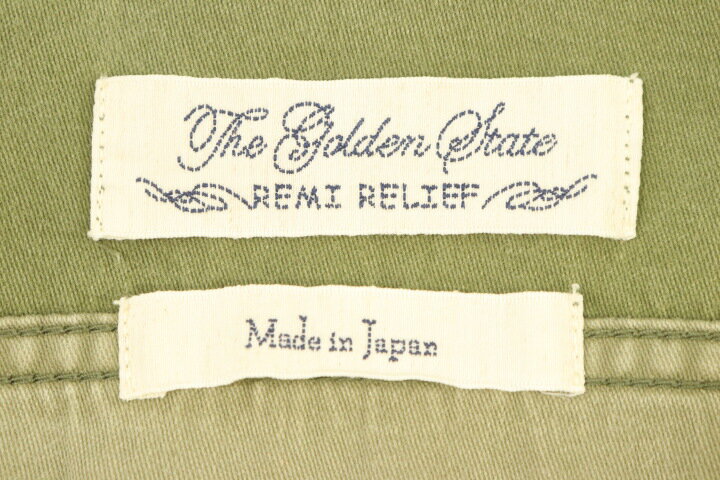 The Golden State
REMI RELIEF
Made in Japan